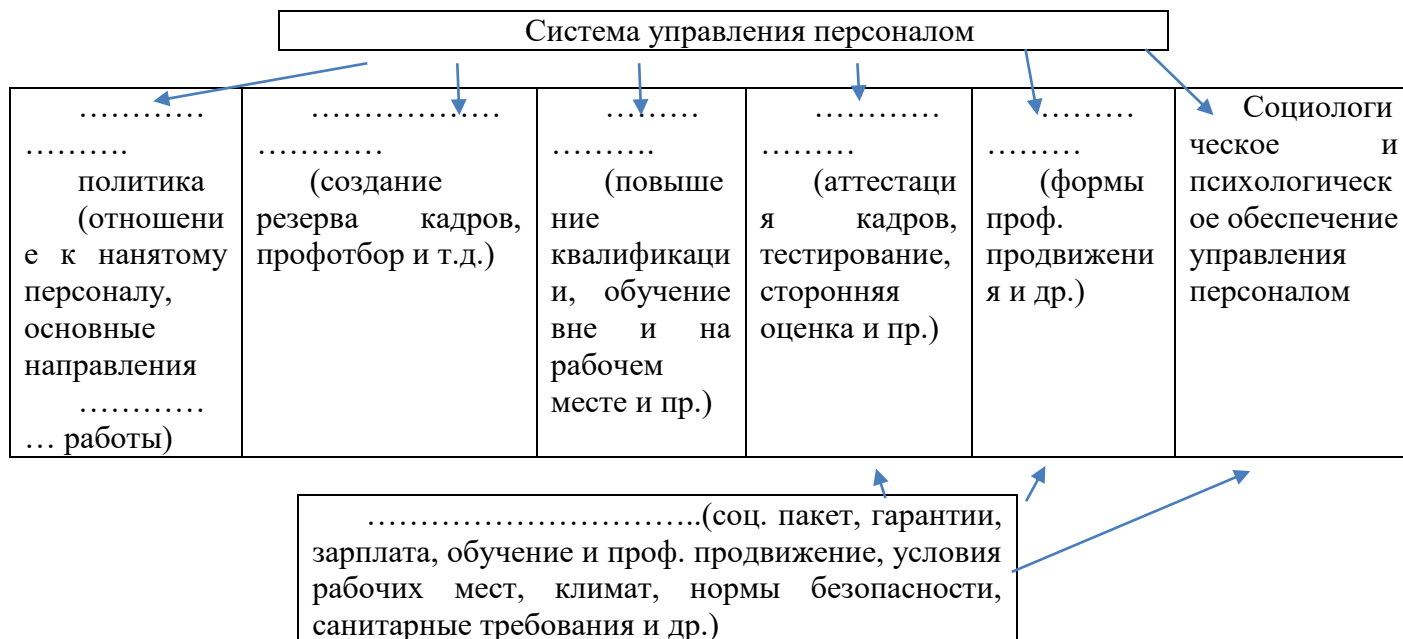 Система управления персоналом
…………
……….
политика
(отношени
е к нанятому
персоналу,
основные
направления
…………
… работы)
………………
…………
(создание
резерва кадров,
профотбор и т.д.)
………
……….
(повыше
ние
квалификаци
и, обучение
вне и на
рабочем
месте и пр.)
…………
………
(аттестаци
я кадров,
тестирование,
сторонняя
оценка и пр.)
………
………
(формы
проф.
продвижени
я и др.)
Социологи
ческое и
психологическ
ое обеспечение
управления
персоналом
…………………………..(соц. пакет, гарантии,
зарплата, обучение и проф. продвижение, условия
рабочих мест, климат, нормы безопасности,
санитарные требования и др.)